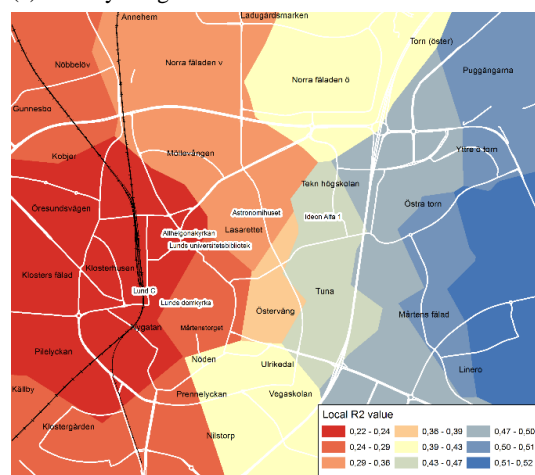 Annehem
Ladugårdsmarken
Torn (öster)
Nöbbelöv
Norra fäladen v
Norra fäladen ö
Puggängarna
Gunnesbo
Kobjer
Möllevången
Yttre ö torn
Tekn högskolan
Öresundsvägen
Astronomihuset
Ideon Alfa 1
Östra torn
Allhelgonakyrkan
Lasarettet
Lunds universitetsbibliotek
Klosters fälad
Klosterhusen
Lund C
Tuna
Lunds domkyrka
Östervång
Mårtens fälad
Mårtenstorget
Pilelyckan
Nöden
Ulrikedal
Linero
Källby
Prennelyckan
Vegaskolan
Klostergården
Nilstorp
Local R2 value
0,22 - 0,24
0,24 - 0,29
0,29 - 0,36
0,36 - 0,39
0,39 - 0,43
0,43 - 0,47
0,47 - 0,50
0,50 - 0,51
0,51 - 0,52